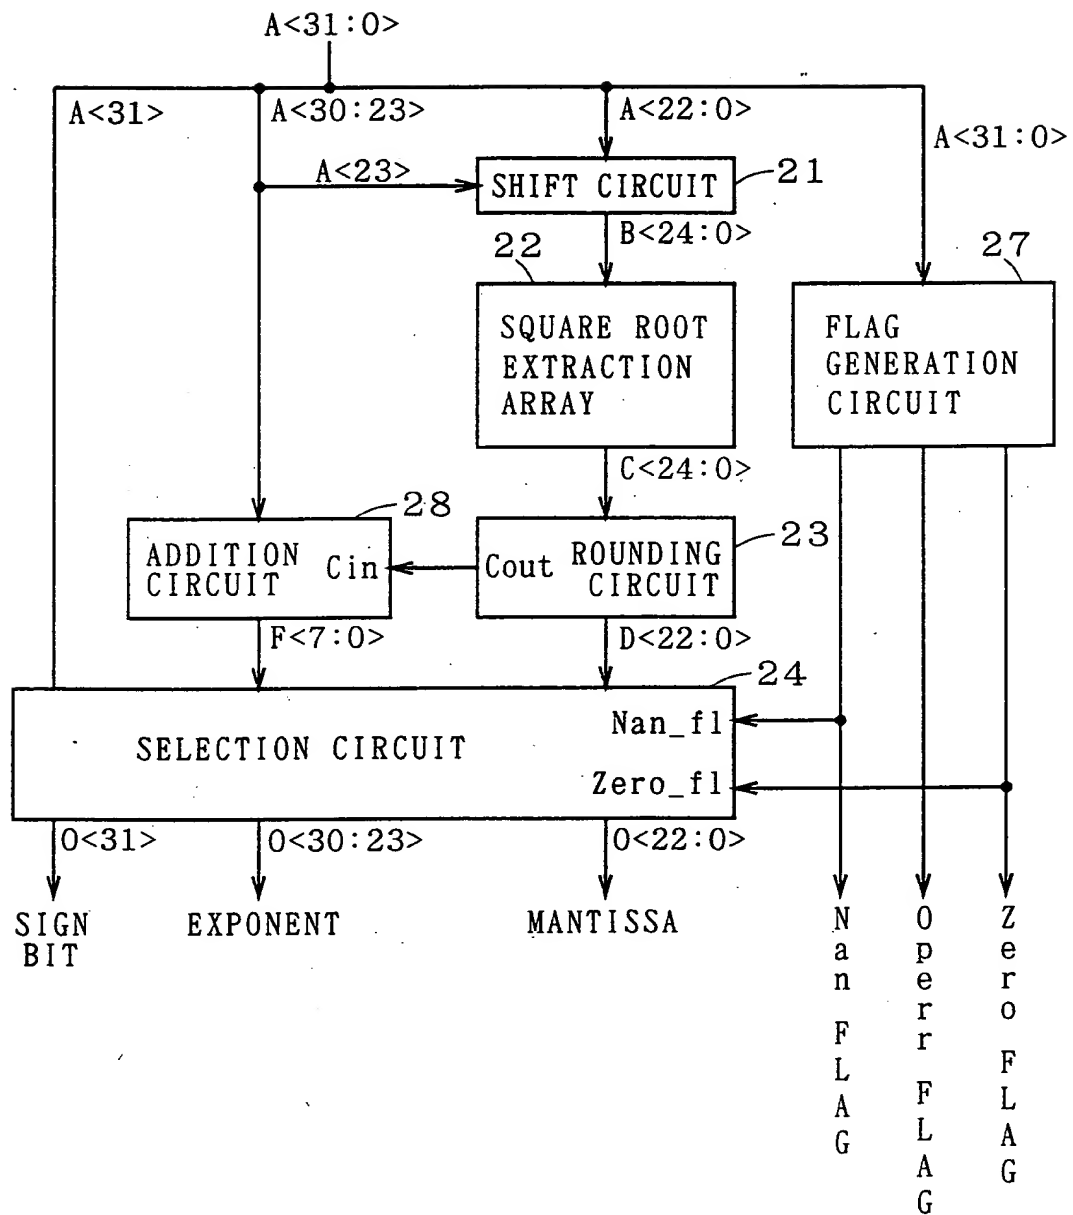 A<31:0>
A<31>
A<30:23>
A<22:0>
A<31:0>
A<23>
SHIFT CIRCUIT
21
B<24:0>
22
27
SQUARE ROOT
EXTRACTION
ARRAY
FLAG
GENERATION
CIRCUIT
C<24:0>
28
23
ADDITION
CIRCUIT
Cin
Cout
ROUNDING
CIRCUIT
F<7:0>
D<22:0>
24
Nan_fl
SELECTION CIRCUIT
Zero_fl
O<31>
O<30:23>
O<22:0>
SIGN
BIT
EXPONENT
MANTISSA
Nan FLAG
Operr FLAG
Zero FLAG